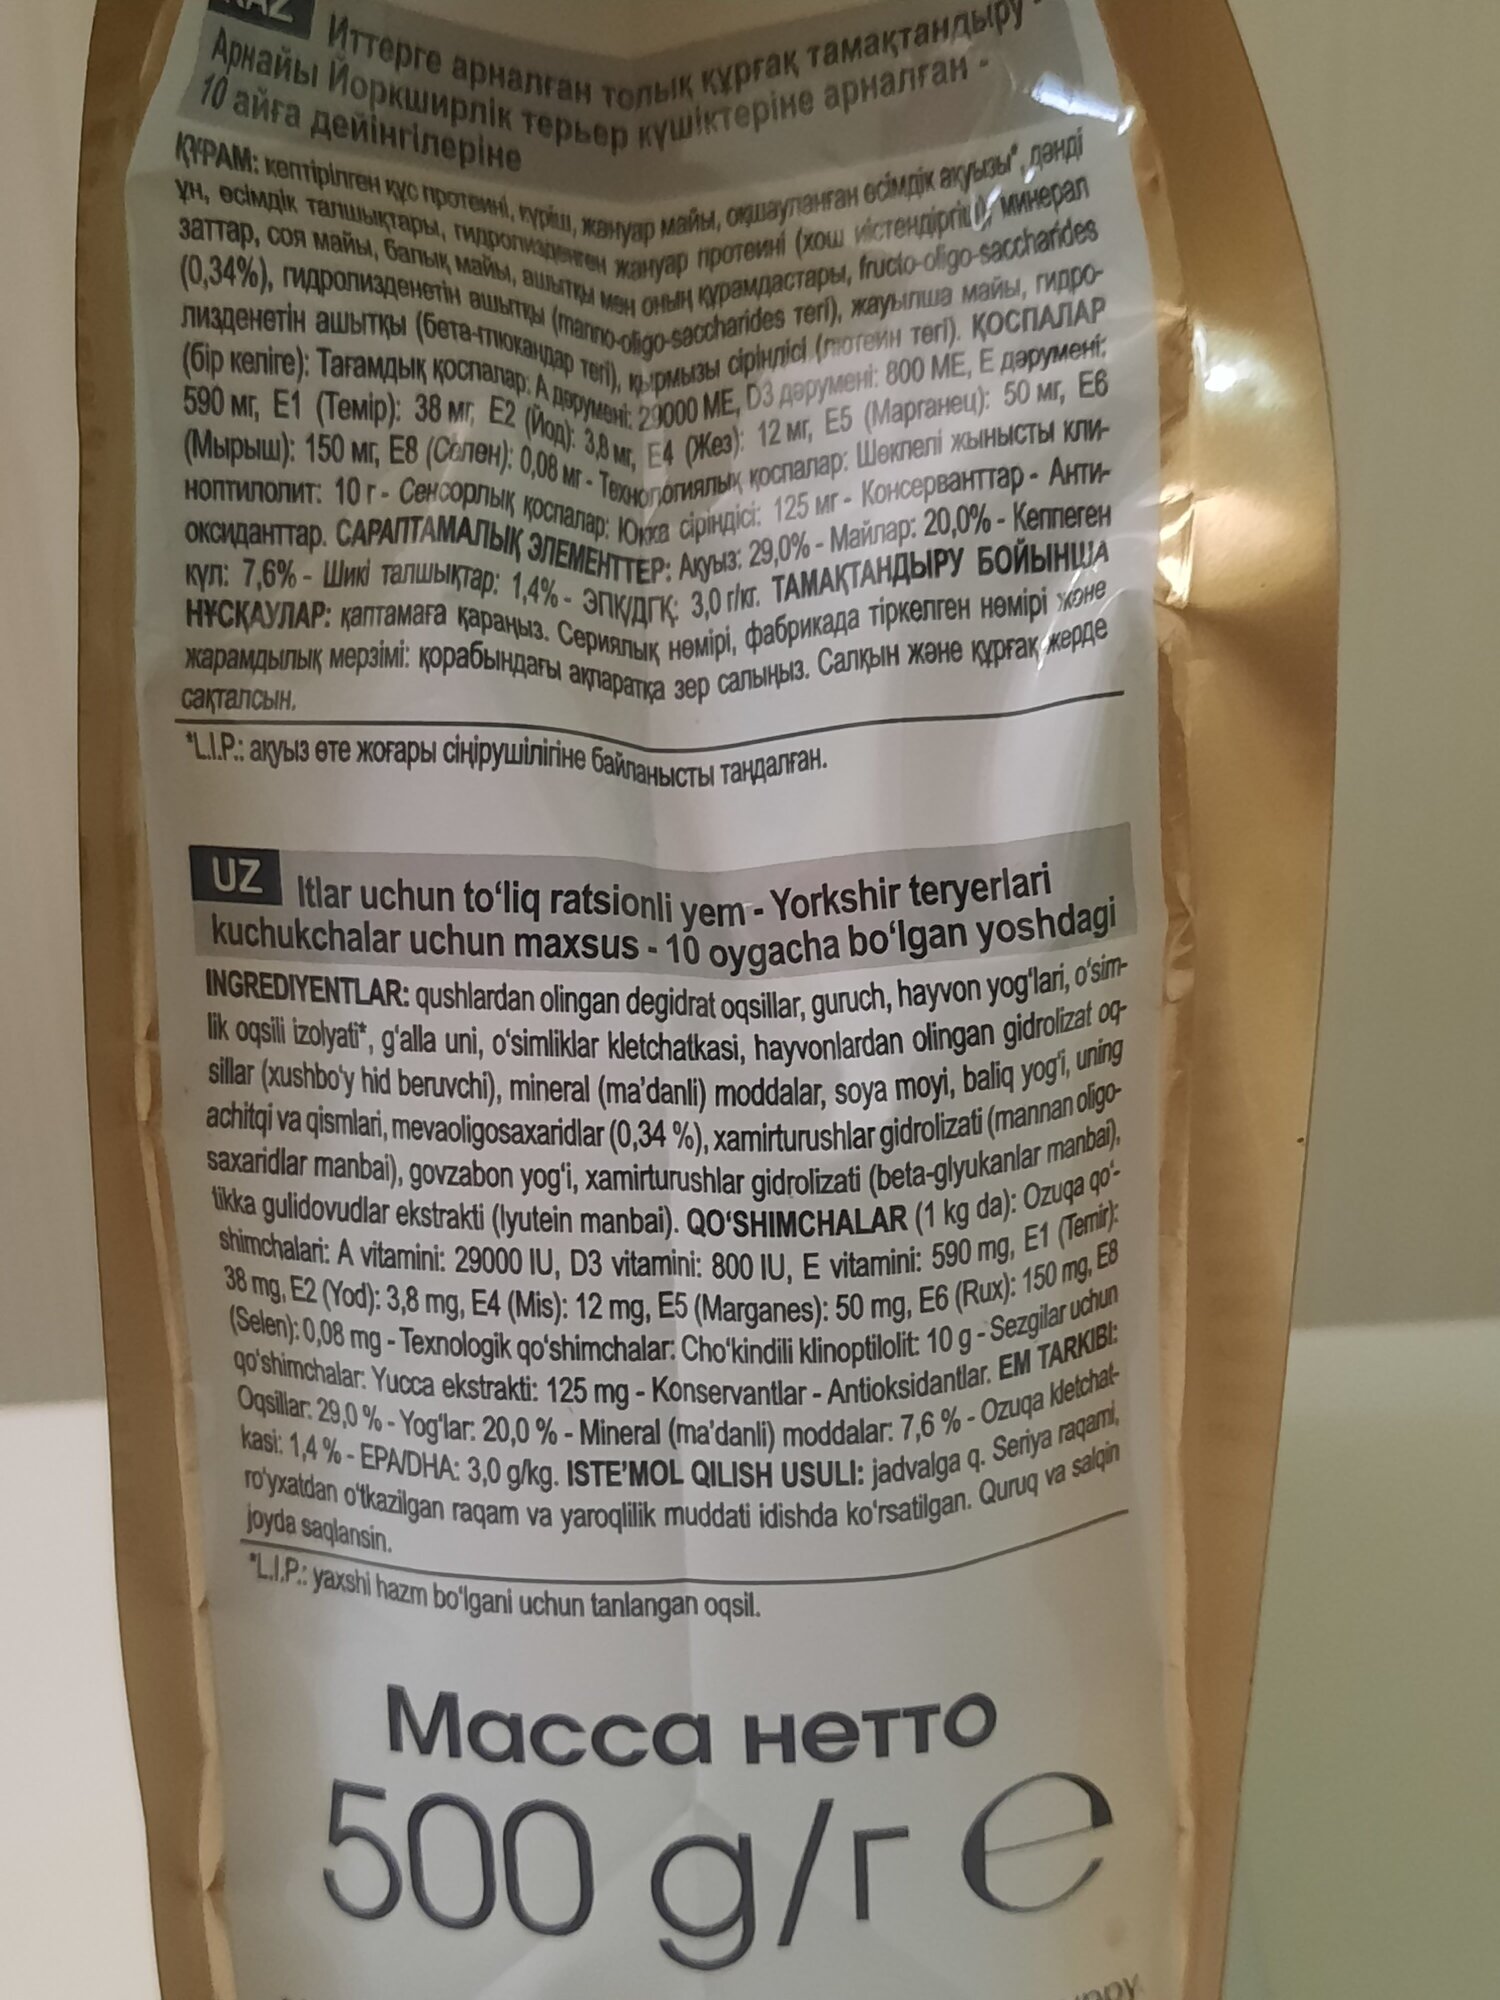 KAZ Иттерге арналған толық құрғақ тамақтандыру -
Арнайы Йоркширлік терьер күшіктеріне арналған -
10 айға дейінгілеріне
ҚҰРАМ: кептірілген құс протеині, күріш, жануар майы, оқшауланған өсімдік ақуызы*, дәнді
ұн, өсімдік талшықтары, гидролизденген жануар протеині (хош иістендіргіш), минерал
заттар, соя майы, балық майы, ашытқы мен оның құрамдастары, fructo-oligo-saccharides
(0,34%), гидролизденетін ашытқы (manno-oligo-saccharides тегі), жауылша майы, гидро-
лизденетін ашытқы (бета-глюкандар тегі), қырмызы сіріндісі (лютеин тегі). ҚОСПАЛАР
(бір келіге): Тағамдық қоспалар: А дәрумені: 29000 МЕ, D3 дәрумені: 800 МЕ, Е дәрумені:
590 мг, Е1 (Темір): 38 мг, Е2 (Йод): 3,8 мг, Е4 (Жез): 12 мг, Е5 (Марганец): 50 мг, Е6
(Мырыш): 150 мг, Е8 (Селен): 0,08 мг - Технологиялық қоспалар: Шөкпелі жынысты кли-
ноптилолит: 10 г - Сенсорлық қоспалар: Юкка сіріндісі: 125 мг - Консерванттар - Анти-
оксиданттар. САРАПТАМАЛЫҚ ЭЛЕМЕНТТЕР: Ақуыз: 29,0% - Майлар: 20,0% - Кеппеген
күл: 7,6% - Шикі талшықтар: 1,4% - ЭПҚ/ДГҚ: 3,0 г/кг. ТАМАҚТАНДЫРУ БОЙЫНША
НҰСҚАУЛАР: қаптамаға қараңыз. Сериялық нөмірі, фабрикада тіркелген нөмірі және
жарамдылық мерзімі: қорабындағы ақпаратқа зер салыңыз. Салқын және құрғақ жерде
сақталсын.
*L.I.P.: ақуыз өте жоғары сіңірушілігіне байланысты таңдалған.
UZ Itlar uchun to‘liq ratsionli yem - Yorkshir teryerlari
kuchukchalar uchun maxsus - 10 oygacha bo‘lgan yoshdagi
INGREDIYENTLAR: qushlardan olingan degidrat oqsillar, guruch, hayvon yog‘lari, o‘sim-
lik oqsili izolyati*, g‘alla uni, o‘simliklar kletchatkasi, hayvonlardan olingan gidrolizat oq-
sillar (xushbo‘y hid beruvchi), mineral (ma’danli) moddalar, soya moyi, baliq yog‘i, uning
achitqi va qismlari, mevaoligosaxaridlar (0,34 %), xamirturushlar gidrolizati (mannan oligo-
saxaridlar manbai), govzabon yog‘i, xamirturushlar gidrolizati (beta-glyukanlar manbai),
tikka gulidovudlar ekstrakti (lyutein manbai). QO‘SHIMCHALAR (1 kg da): Ozuqa qo‘-
shimchalari: A vitamini: 29000 IU, D3 vitamini: 800 IU, E vitamini: 590 mg, E1 (Temir):
38 mg, E2 (Yod): 3,8 mg, E4 (Mis): 12 mg, E5 (Marganes): 50 mg, E6 (Rux): 150 mg, E8
(Selen): 0,08 mg - Texnologik qo‘shimchalar: Cho‘kindili klinoptilolit: 10 g - Sezgilar uchun
qo‘shimchalar: Yucca ekstrakti: 125 mg - Konservantlar - Antioksidantlar. EM TARKIBI:
Oqsillar: 29,0 % - Yog‘lar: 20,0 % - Mineral (ma’danli) moddalar: 7,6 % - Ozuqa kletchat-
kasi: 1,4 % - EPA/DHA: 3,0 g/kg. ISTE’MOL QILISH USULI: jadvalga q. Seriya raqami,
ro‘yxatdan o‘tkazilgan raqam va yaroqlilik muddati idishda ko‘rsatilgan. Quruq va salqin
joyda saqlansin.
*L.I.P.: yaxshi hazm bo‘lgani uchun tanlangan oqsil.
Масса нетто
500 g/г e